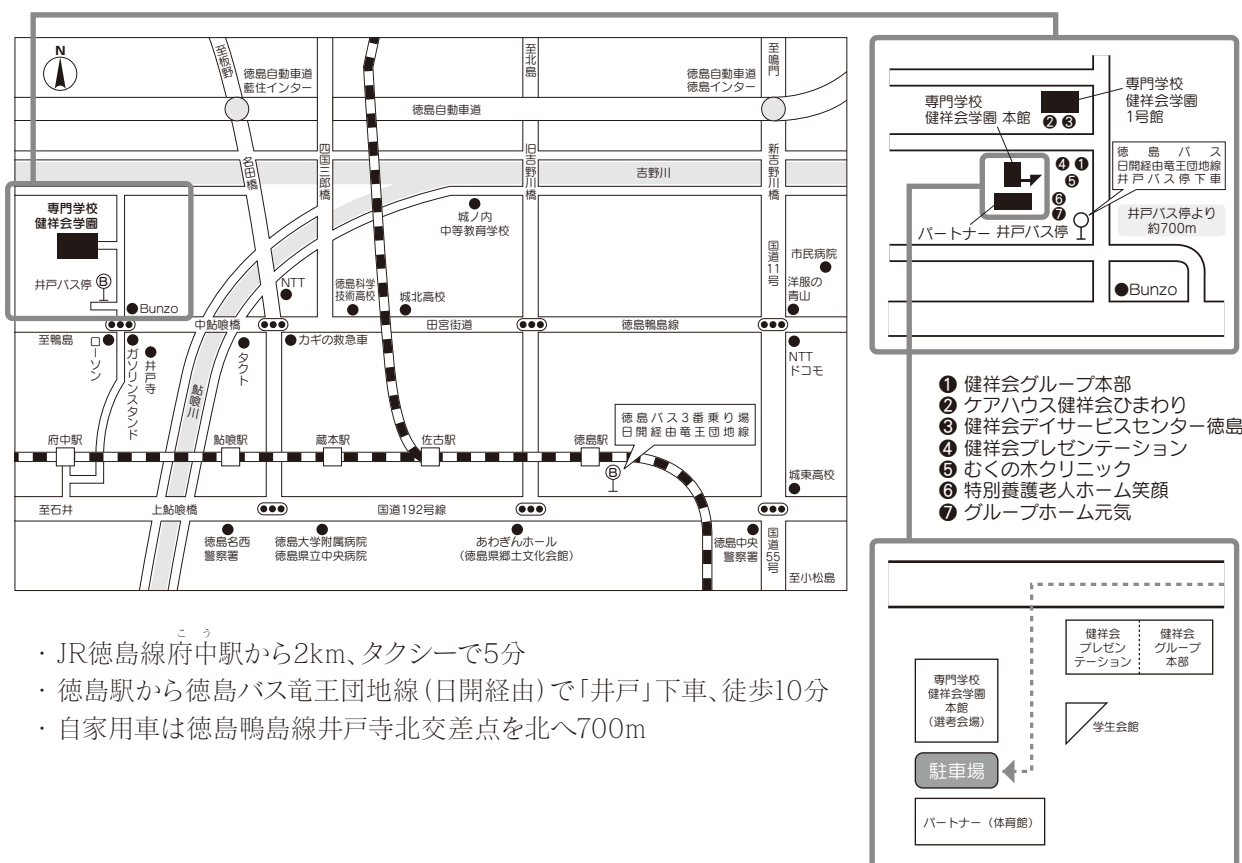 N
至板野
徳島自動車道
藍住インター
至北島
徳島自動車道
徳島インター
至鳴門
徳島自動車道
名田橋
四国三郎橋
旧吉野川橋
新吉野川橋
吉野川
専門学校
健祥会学園
城ノ内
中等教育学校
井戸バス停
B
Bunzo
NTT
徳島科学
技術高校
城北高校
国道11号
市民病院
洋服の
青山
中鮎喰橋
田宮街道
徳島鴨島線
至鴨島
ローソン
ガソリンスタンド
井戸寺
タクト
カギの救急車
NTT
ドコモ
鮎喰川
徳島バス3番乗り場
日開経由竜王団地線
府中駅
鮎喰駅
蔵本駅
佐古駅
徳島駅
B
城東高校
至石井
上鮎喰橋
国道192号線
徳島名西
警察署
徳島大学附属病院
徳島県立中央病院
あわぎんホール
(徳島県郷土文化会館)
徳島中央
警察署
国道55号
至小松島
専門学校
健祥会学園
1号館
専門学校
健祥会学園 本館
❷ ❸
徳島バス
日開経由竜王団地線
井戸バス停下車
❹ ❶
❺
❻
❼
井戸バス停より
約700m
パートナー
井戸バス停
Bunzo
❶ 健祥会グループ本部
❷ ケアハウス健祥会ひまわり
❸ 健祥会デイサービスセンター徳島
❹ 健祥会プレゼンテーション
❺ むくの木クリニック
❻ 特別養護老人ホーム笑顔
❼ グループホーム元気
健祥会
プレゼン
テーション
健祥会
グループ
本部
専門学校
健祥会学園
本館
(選考会場)
学生会館
駐車場
パートナー（体育館）
こう
・JR徳島線府中駅から2km、タクシーで5分
・徳島駅から徳島バス竜王団地線(日開経由)で「井戸」下車、徒歩10分
・自家用車は徳島鴨島線井戸寺北交差点を北へ700m